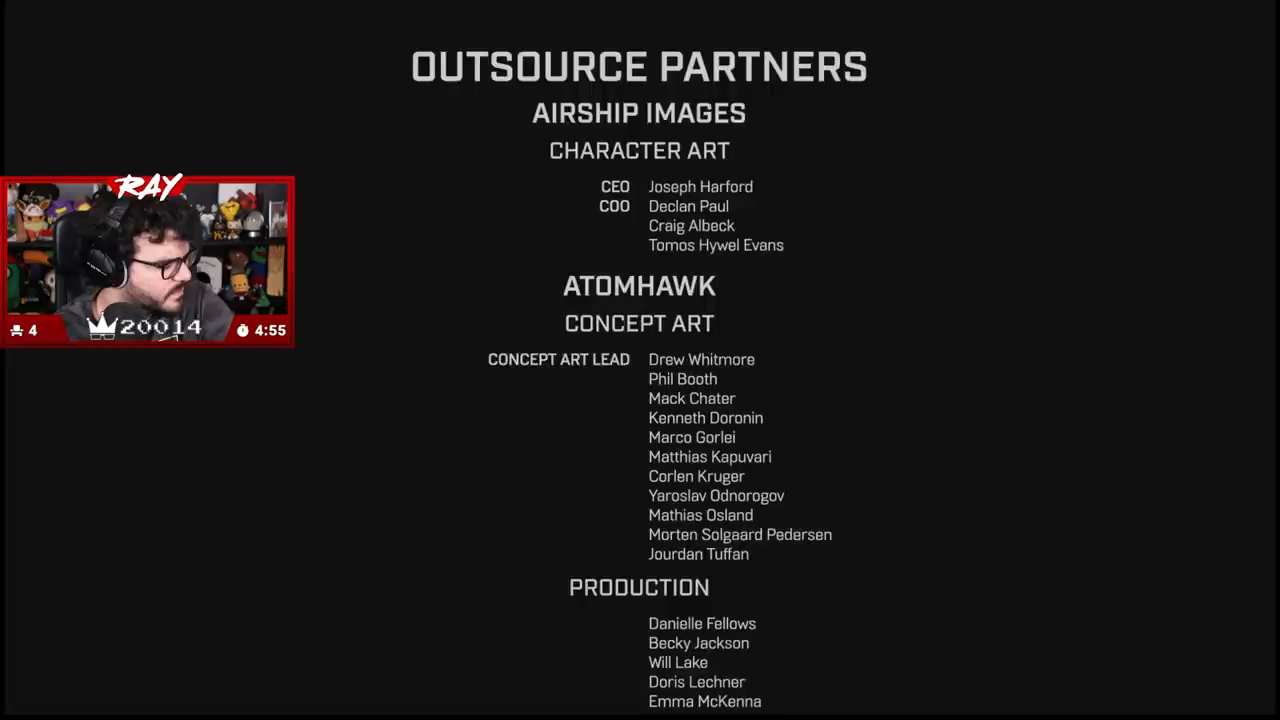 OUTSOURCE PARTNERS
AIRSHIP IMAGES
CHARACTER ART
CEO Joseph Harford
COO Declan Paul
Craig Albeck
Tomos Hywel Evans
RAY
4 20014 4:55
ATOMHAWK
CONCEPT ART
CONCEPT ART LEAD Drew Whitmore
Phil Booth
Mack Chater
Kenneth Doronin
Marco Gorlei
Matthias Kapuvari
Corlen Kruger
Yaroslav Odnorogov
Mathias Osland
Morten Solgaard Pedersen
Jourdan Tuffan
PRODUCTION
Danielle Fellows
Becky Jackson
Will Lake
Doris Lechner
Emma McKenna